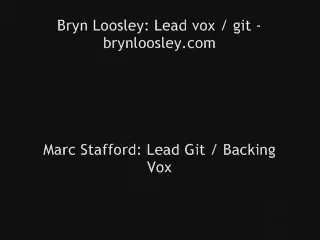 Bryn Loosley: Lead vox / git -
brynloosley.com
Marc Stafford: Lead Git / Backing
Vox